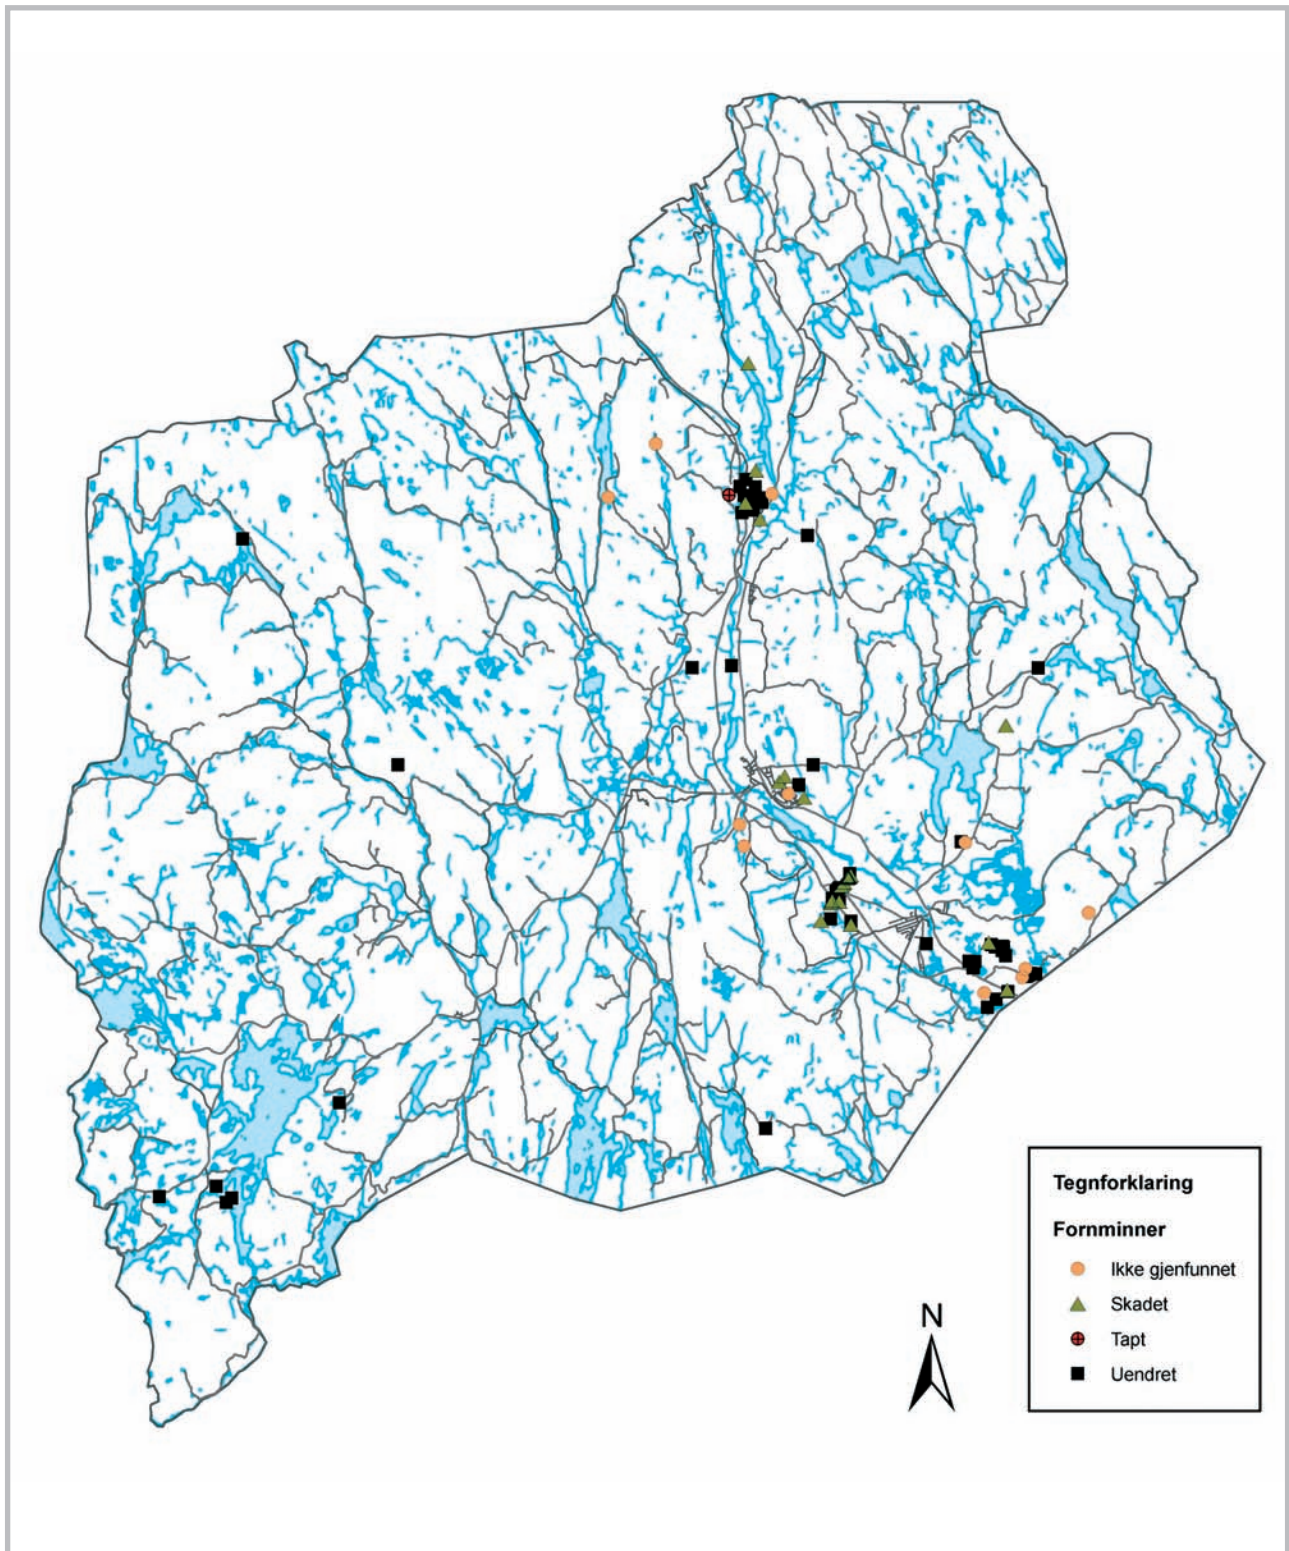 N
Tegnforklaring
Fornminner
Ikke gjenfunnet
Skadet
Tapt
Uendret